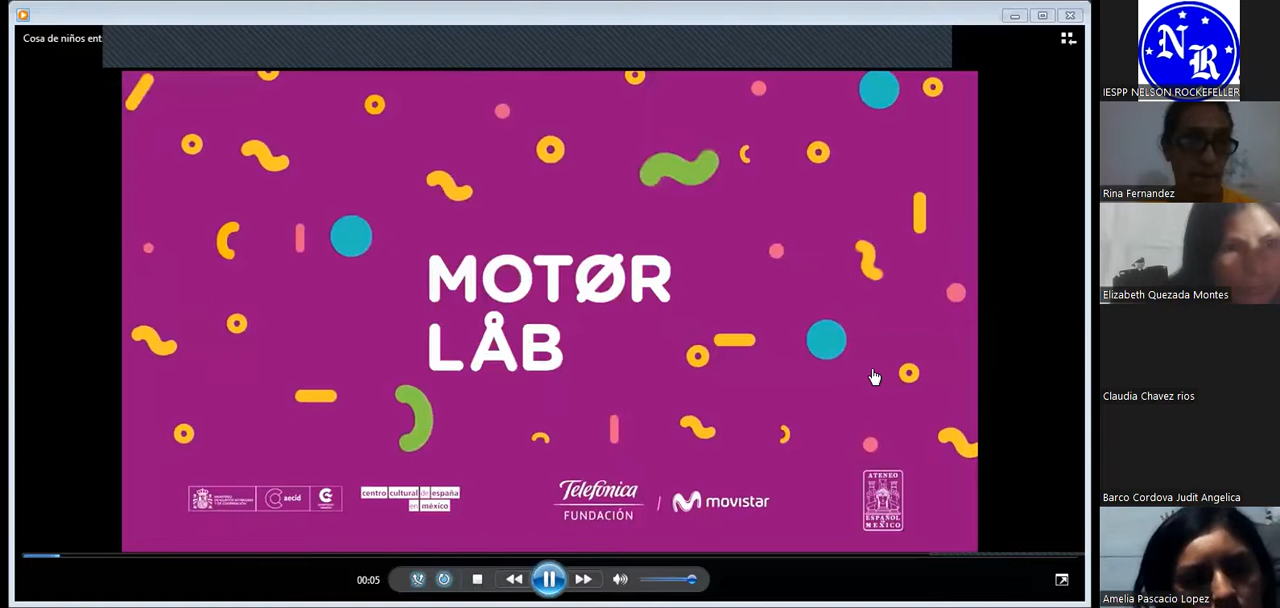 Cosa de niños ent
MOTØR
LÅB
aecid
centro cultural de españa
en méxico
Telefónica
FUNDACIÓN
movistar
ATENEO
ESPAÑOL DE
MÉXICO
00:05
N
R
IESPP NELSON ROCKEFELLER
Rina Fernandez
Elizabeth Quezada Montes
Claudia Chavez rios
Barco Cordova Judit Angelica
Amelia Pascacio Lopez